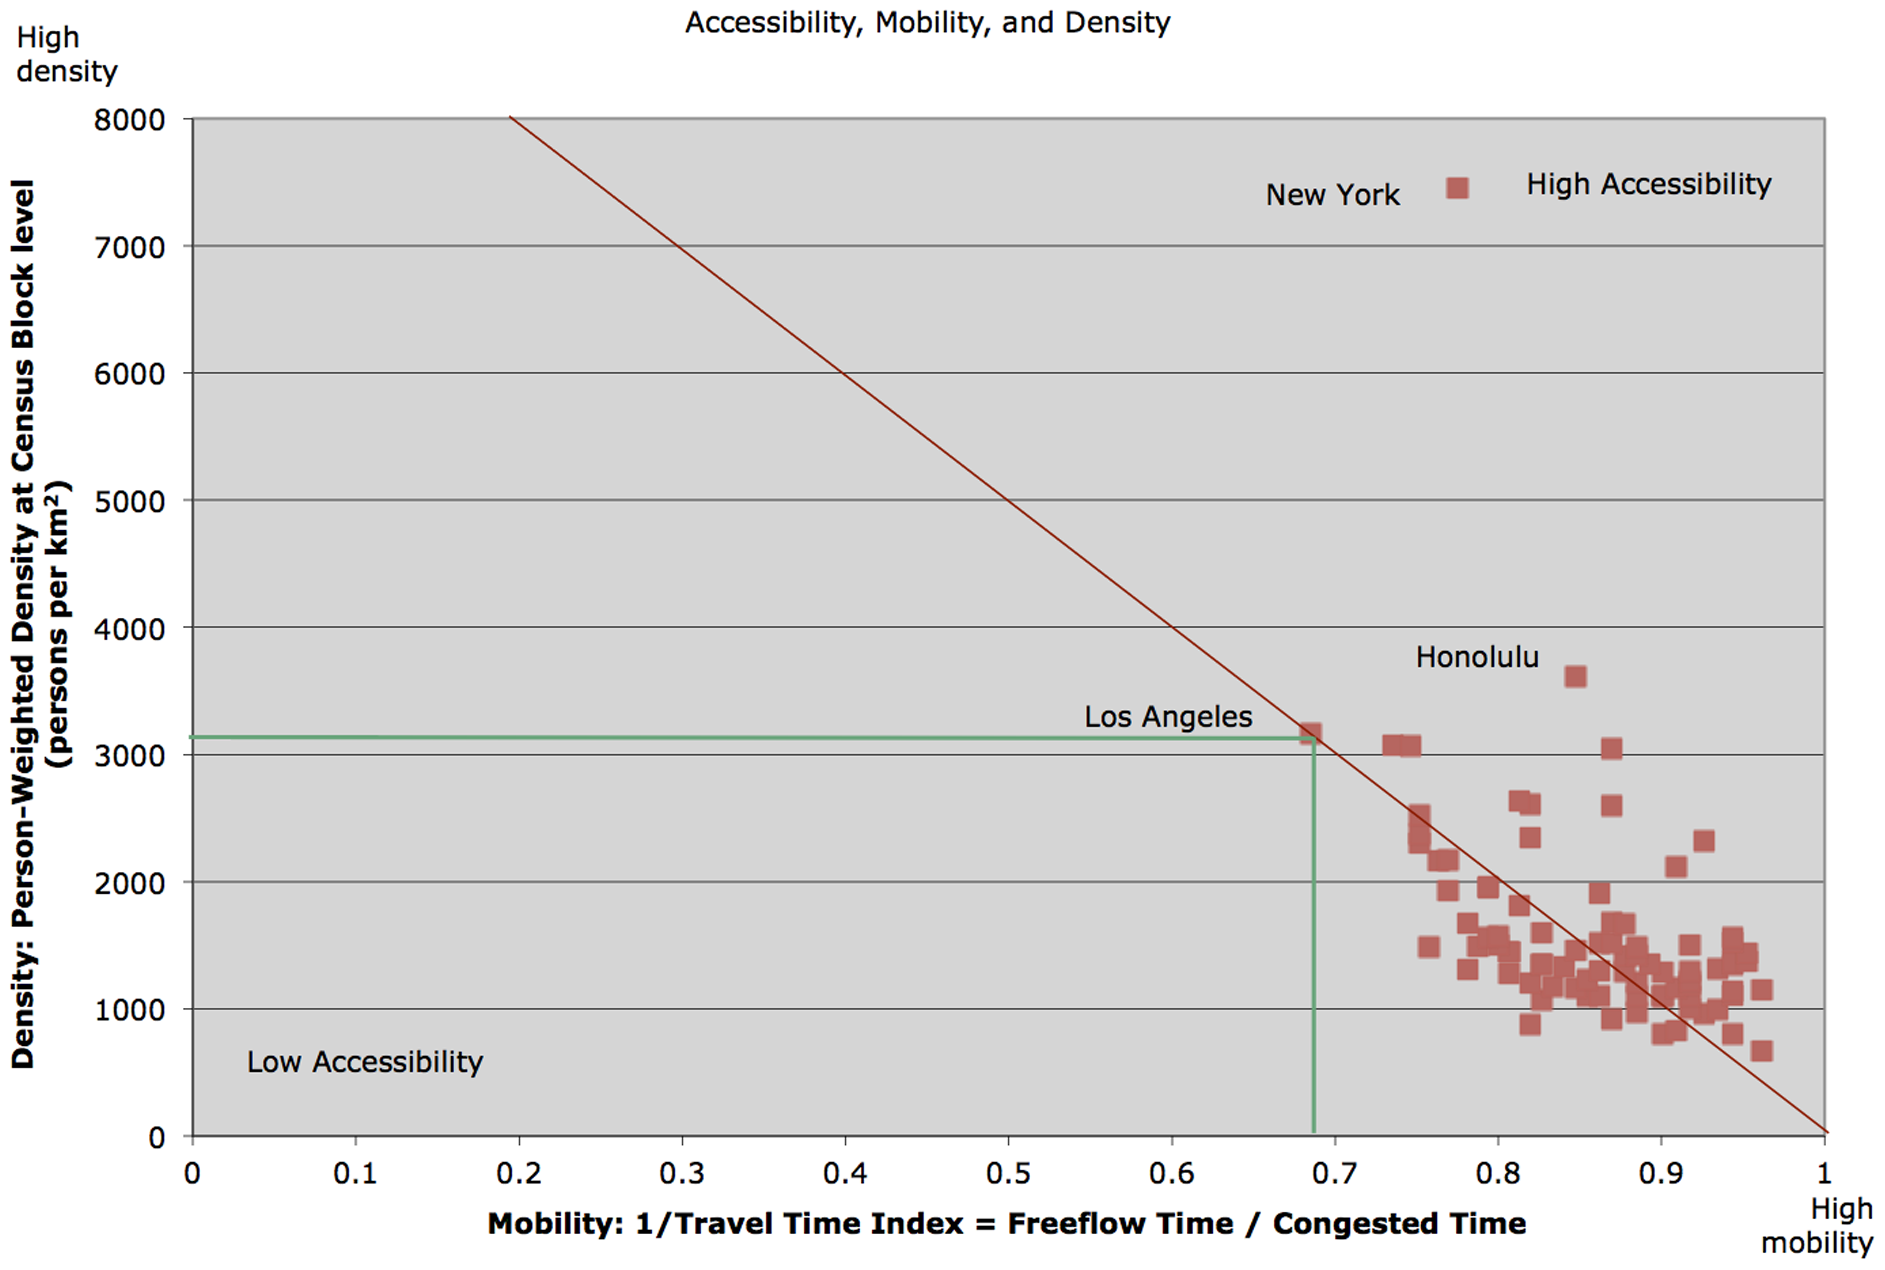 Accessibility, Mobility, and Density
High
density
8000
7000
6000
5000
4000
3000
2000
1000
0
Density: Person-Weighted Density at Census Block level
(persons per km²)
New York
High Accessibility
Honolulu
Los Angeles
Low Accessibility
0 0.1 0.2 0.3 0.4 0.5 0.6 0.7 0.8 0.9 1
Mobility: 1/Travel Time Index = Freeflow Time / Congested Time
High
mobility